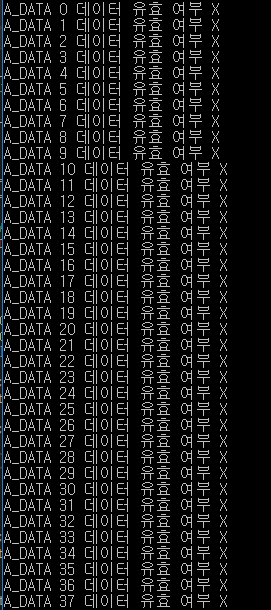 A_DATA 0 데이터 유효 여부 X
A_DATA 1 데이터 유효 여부 X
A_DATA 2 데이터 유효 여부 X
A_DATA 3 데이터 유효 여부 X
A_DATA 4 데이터 유효 여부 X
A_DATA 5 데이터 유효 여부 X
A_DATA 6 데이터 유효 여부 X
A_DATA 7 데이터 유효 여부 X
A_DATA 8 데이터 유효 여부 X
A_DATA 9 데이터 유효 여부 X
A_DATA 10 데이터 유효 여부 X
A_DATA 11 데이터 유효 여부 X
A_DATA 12 데이터 유효 여부 X
A_DATA 13 데이터 유효 여부 X
A_DATA 14 데이터 유효 여부 X
A_DATA 15 데이터 유효 여부 X
A_DATA 16 데이터 유효 여부 X
A_DATA 17 데이터 유효 여부 X
A_DATA 18 데이터 유효 여부 X
A_DATA 19 데이터 유효 여부 X
A_DATA 20 데이터 유효 여부 X
A_DATA 21 데이터 유효 여부 X
A_DATA 22 데이터 유효 여부 X
A_DATA 23 데이터 유효 여부 X
A_DATA 24 데이터 유효 여부 X
A_DATA 25 데이터 유효 여부 X
A_DATA 26 데이터 유효 여부 X
A_DATA 27 데이터 유효 여부 X
A_DATA 28 데이터 유효 여부 X
A_DATA 29 데이터 유효 여부 X
A_DATA 30 데이터 유효 여부 X
A_DATA 31 데이터 유효 여부 X
A_DATA 32 데이터 유효 여부 X
A_DATA 33 데이터 유효 여부 X
A_DATA 34 데이터 유효 여부 X
A_DATA 35 데이터 유효 여부 X
A_DATA 36 데이터 유효 여부 X
A_DATA 37 데이터 유효 여부 X